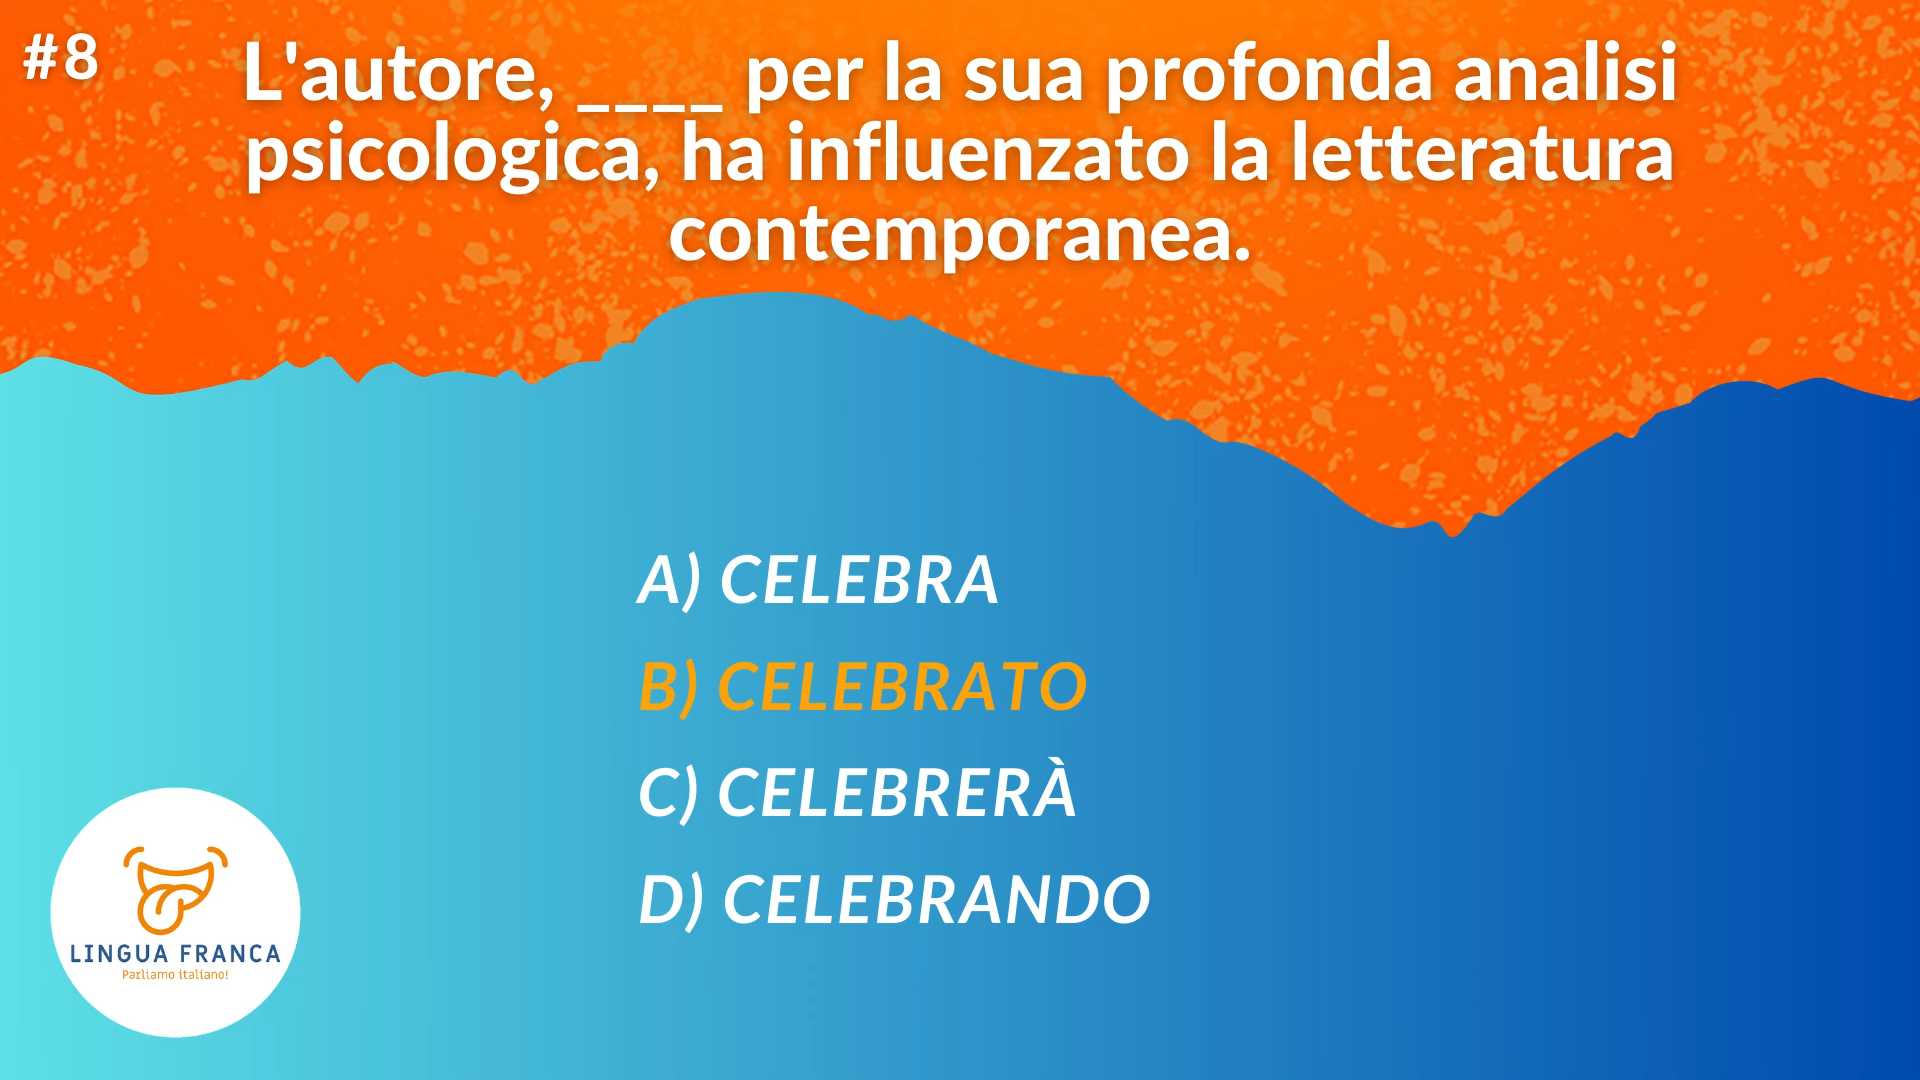 #8
L'autore, ____ per la sua profonda analisi
psicologica, ha influenzato la letteratura
contemporanea.
A) CELEBRA
B) CELEBRATO
C) CELEBRERÀ
D) CELEBRANDO
LINGUA FRANCA
Parliamo italiano!